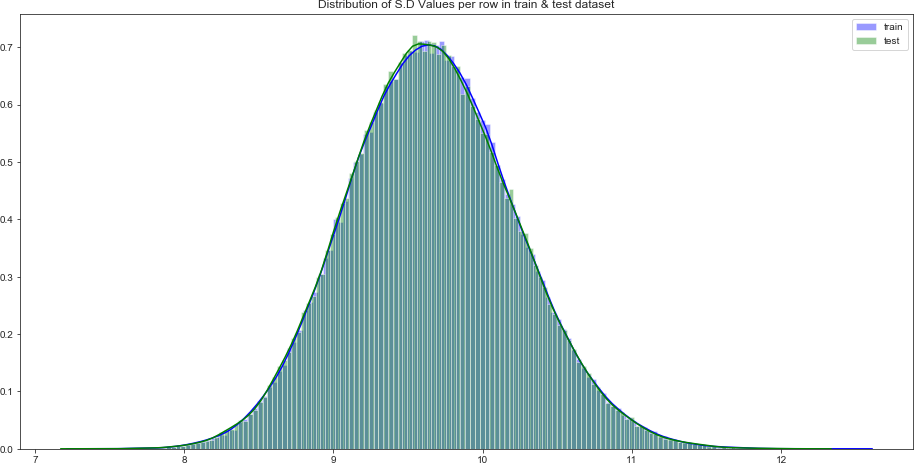 Distribution of S.D Values per row in train & test dataset
train
test
0.7
0.6
0.5
0.4
0.3
0.2
0.1
0.0
7 8 9 10 11 12